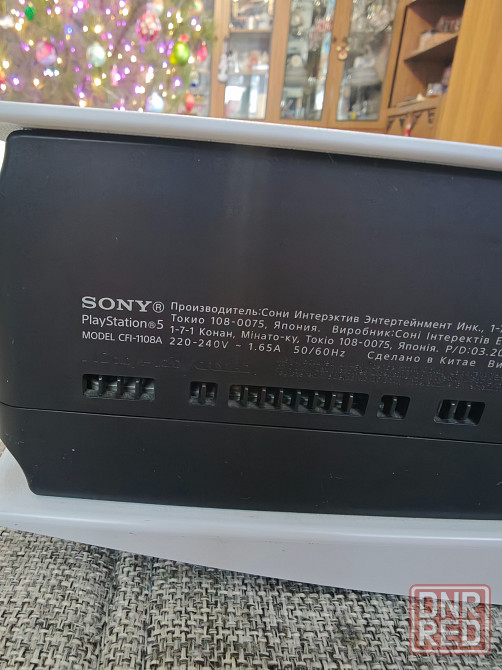 SONY® Производитель:Сони Интерэктив Энтертейнмент Инк., 1-7
PlayStation®5 Токио 108-0075, Япония. Виробник:Соні Інтеректів Е
1-7-1 Конан, Мінато-ку, Токіо 108-0075, Японія. P/D:03.20
MODEL CFI-1108A 220-240V ~ 1.65A 50/60Hz Сделано в Китае Ви
DNR
RED